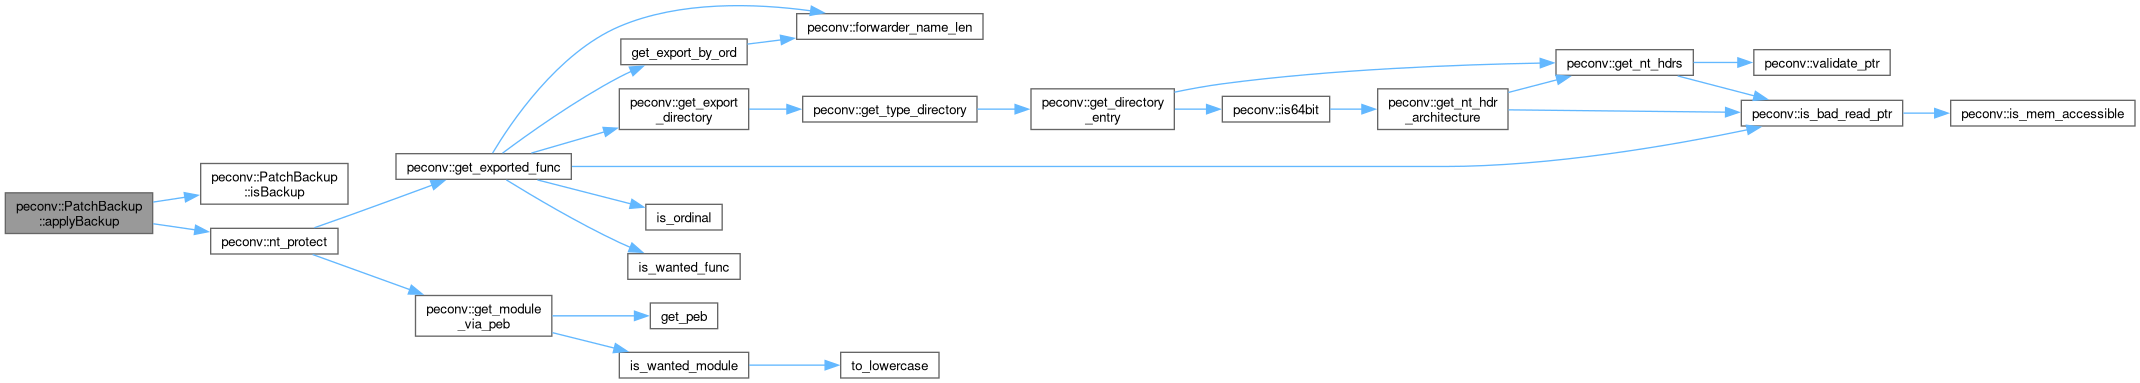 peconv::PatchBackup
::applyBackup
peconv::PatchBackup
::isBackup
peconv::nt_protect
peconv::get_exported_func
peconv::get_module
_via_peb
peconv::forwarder_name_len
get_export_by_ord
peconv::get_export
_directory
is_ordinal
is_wanted_func
get_peb
is_wanted_module
to_lowercase
peconv::get_type_directory
peconv::get_directory
_entry
peconv::is64bit
peconv::get_nt_hdr
_architecture
peconv::get_nt_hdrs
peconv::validate_ptr
peconv::is_bad_read_ptr
peconv::is_mem_accessible